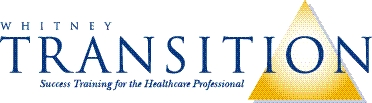 WHITNEY
TRANSITION
Success Training for the Healthcare Professional